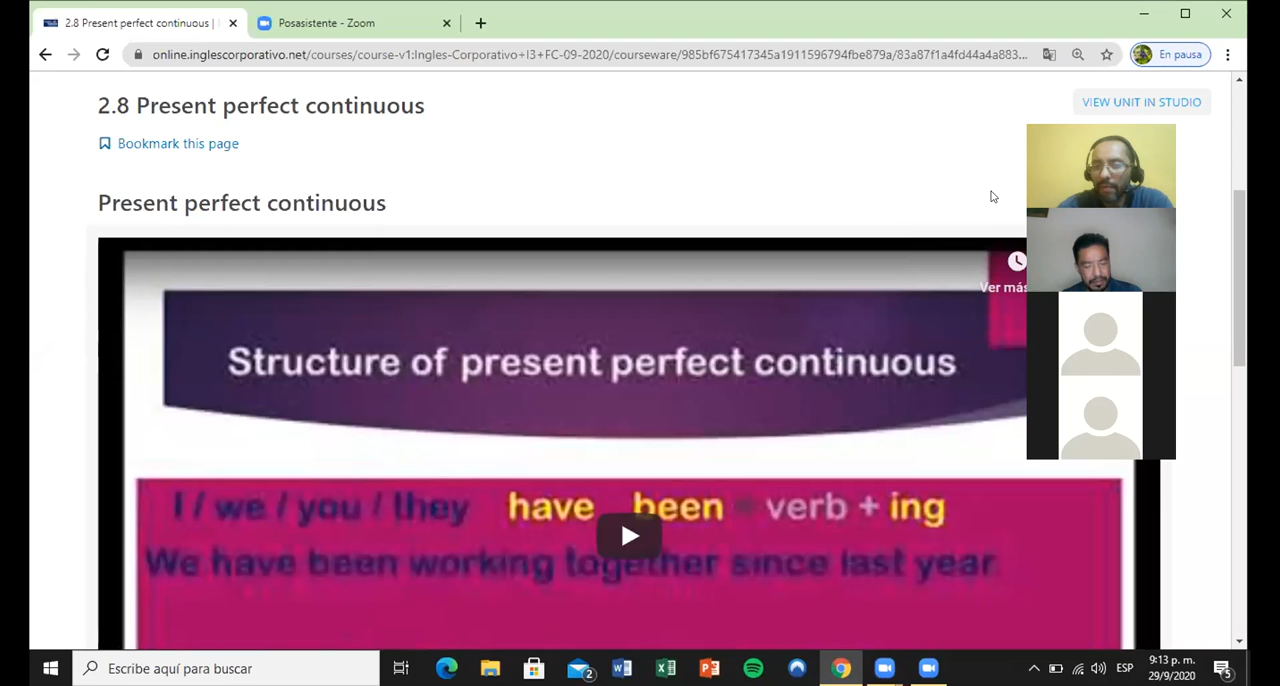 2.8 Present perfect continuous |
Posasistente - Zoom
online.inglescorporativo.net/courses/course-v1:Ingles-Corporativo+I3+FC-09-2020/courseware/985bf675417345a1911596794fbe879a/83a87f1a4fd44a4a883...
En pausa
2.8 Present perfect continuous
VIEW UNIT IN STUDIO
Bookmark this page
Present perfect continuous
Ver más
Structure of present perfect continuous
I / we / you / they have been = verb + ing
We have been working together since last year
Escribe aquí para buscar
2
ESP
9:13 p. m.
29/9/2020
5